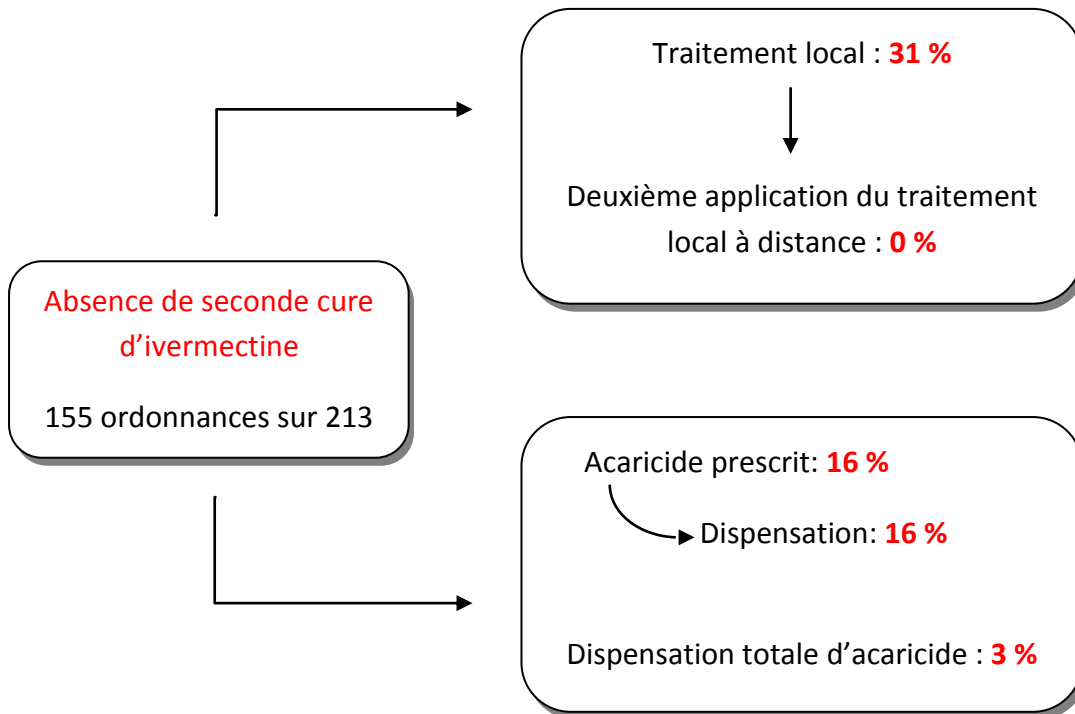 Traitement local : 31 %
Deuxième application du traitement
local à distance : 0 %
Absence de seconde cure
d’ivermectine
155 ordonnances sur 213
Acaricide prescrit: 16 %
Dispensation: 16 %
Dispensation totale d’acaricide : 3 %